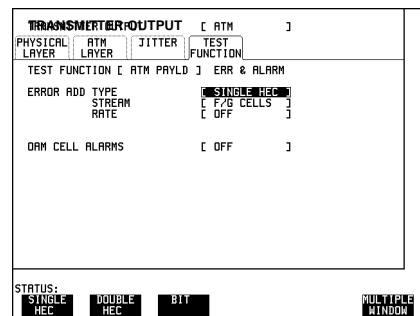 TRANSMITTER OUTPUT [ ATM ]
PHYSICAL LAYER ATM LAYER JITTER TEST FUNCTION
TEST FUNCTION [ ATM PAYLD ] ERR & ALARM
ERROR ADD TYPE [ SINGLE HEC ]
STREAM [ F/G CELLS ]
RATE [ OFF ]
OAM CELL ALARMS [ OFF ]
STATUS:
SINGLE HEC DOUBLE HEC BIT MULTIPLE WINDOW